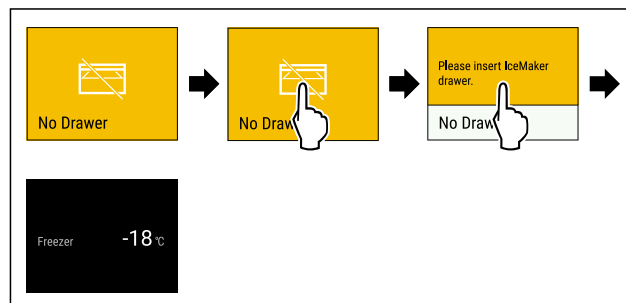 No Drawer
No Draw
Please insert IceMaker
drawer.
No Draw
Freezer -18 °C